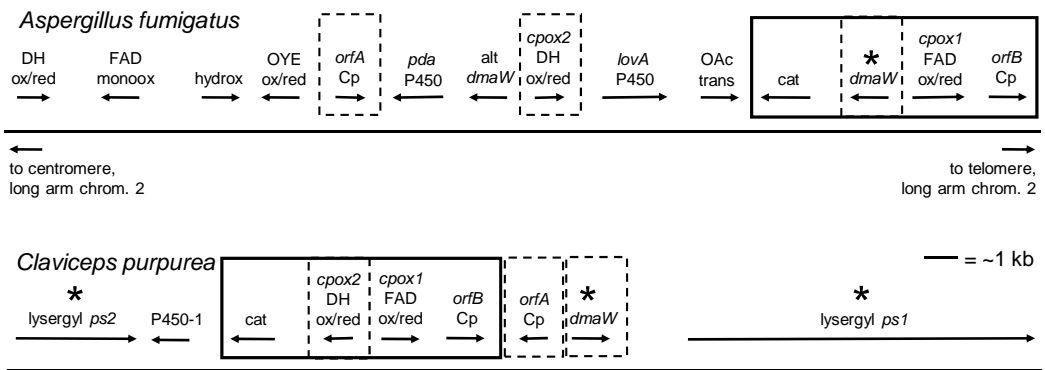 Aspergillus fumigatus
DH
ox/red
FAD
monoox
hydrox
OYE
ox/red
orfA
Cp
pda
P450
alt
dmaW
cpox2
DH
ox/red
lovA
P450
OAc
trans
cat
*
dmaW
cpox1
FAD
ox/red
orfB
Cp
to centromere,
long arm chrom. 2
to telomere,
long arm chrom. 2
Claviceps purpurea
= ~1 kb
*
lysergyl ps2
P450-1
cat
cpox2
DH
ox/red
cpox1
FAD
ox/red
orfB
Cp
orfA
Cp
*
dmaW
*
lysergyl ps1